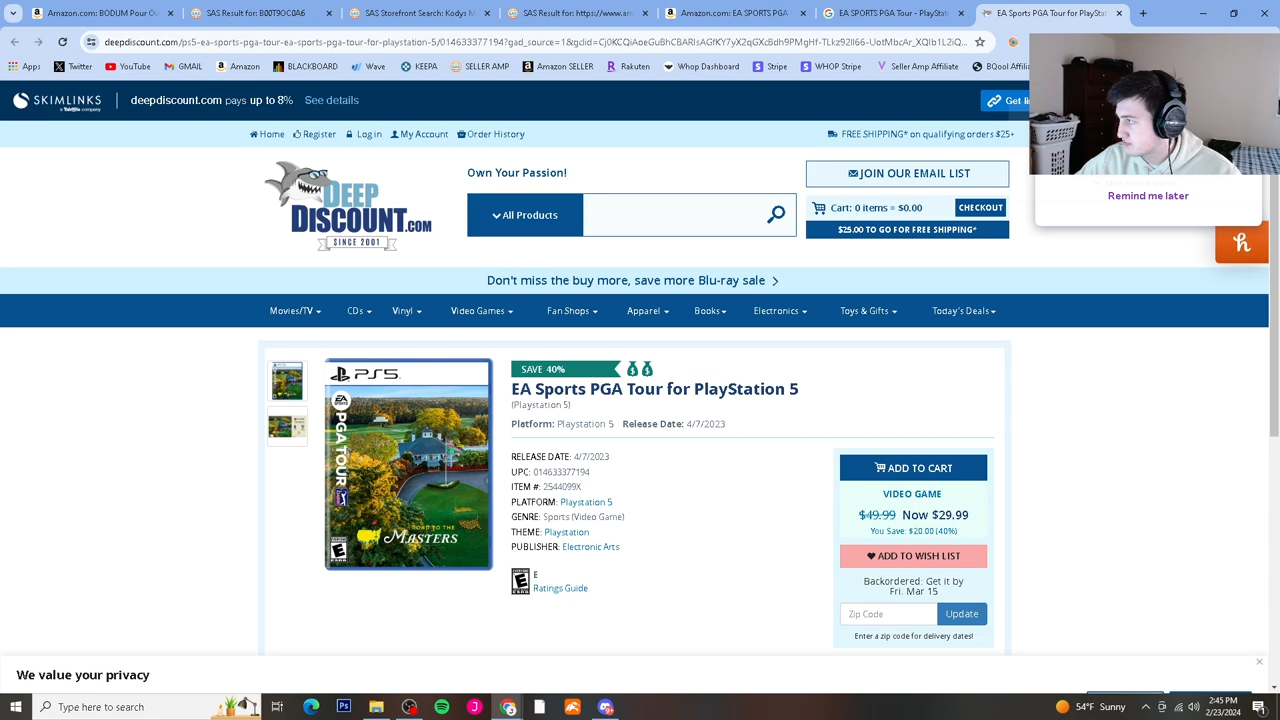 Amazon.com: BODUM Pour Ov
SAS Result for: B00T9OC0A6
SAS Storefront Search: Kodys M
SAS Result for: https://www.am
Amazon.com: EA SPORTS PGA
EA SPORTS PGA TOUR - PlaySt
EA SPORTS PGA TOUR - PlaySt
deepdiscount.com/ps5-ea-sports-pga-tour-ea-sports-pga-tour-for-playstation-5/014633377194?gad_source=1&gclid=
Apps
Twitter
YouTube
GMAIL
Amazon
BLACKBOARD
Wave
KEEPA
SELLER AMP
Amazon SELLER
Rakuten
Whop Dashboard
Stripe
WHOP Stripe
Seller Amp Affiliate
BQool Affilia
SKIMLINKS
a Taboola company
deepdiscount.com pays up to 8%
See details
Get li
Home
Register
Log in
My Account
Order History
FREE SHIPPING* on qualifying orders $25+
DEEP
DISCOUNT.COM
SINCE 2001
Own Your Passion!
All Products
JOIN OUR EMAIL LIST
Cart: 0 items = $0.00
CHECKOUT
$25.00 TO GO FOR FREE SHIPPING*
Remind me later
h
Don't miss the buy more, save more Blu-ray sale
Movies/TV
CDs
Vinyl
Video Games
Fan Shops
Apparel
Books
Electronics
Toys & Gifts
Today's Deals
PS5
EA SPORTS
PGA TOUR
ROAD TO THE
MASTERS
E
SAVE 40%
EA Sports PGA Tour for PlayStation 5
(Playstation 5)
Platform: Playstation 5 Release Date: 4/7/2023
RELEASE DATE: 4/7/2023
UPC: 014633377194
ITEM #: 2544099X
PLATFORM: Playstation 5
GENRE: Sports (Video Game)
THEME: Playstation
PUBLISHER: Electronic Arts
E
E
Ratings Guide
ADD TO CART
VIDEO GAME
$49.99 Now $29.99
You Save: $20.00 (40%)
ADD TO WISH LIST
Backordered: Get it by
Fri. Mar 15
Zip Code
Update
Enter a zip code for delivery dates!
We value your privacy
Type here to search
54°F Sunny
2:45 PM
2/23/2024